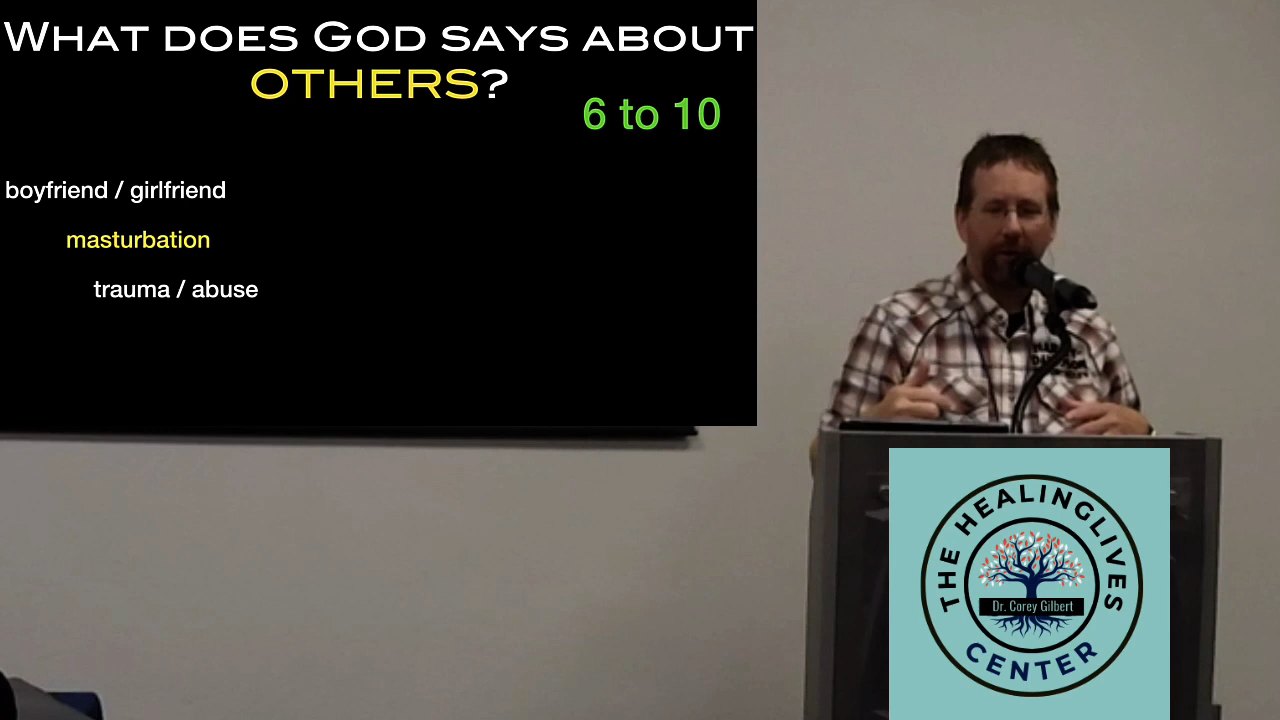 WHAT DOES GOD SAYS ABOUT
OTHERS?
6 to 10
boyfriend / girlfriend
masturbation
trauma / abuse
THE HEALINGLIVES
Dr. Corey Gilbert
CENTER